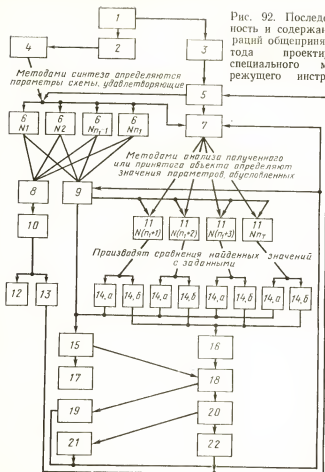 Рис. 92. Последо
ность и содержан
раций общеприня
тода проектир
специального м
режущего инстр
1
2
3
4
5
Методами синтеза определяются
параметры схемы, удавлетворяющие
6 N1
6 N2
6 Nn1-1
6 Nn1
7
Методами анализа полученного
или принятого объекта определяют
значения параметров, обусловленных
8
9
10
11 N(n1+1)
11 N(n1+2)
11 N(n1+3)
11 Nnт
Производят сравнения найденных значений
с заданными
12
13
14,а
14,б
14,а
14,б
14,а
14,б
14,а
14,б
15
16
17
18
19
20
21
22